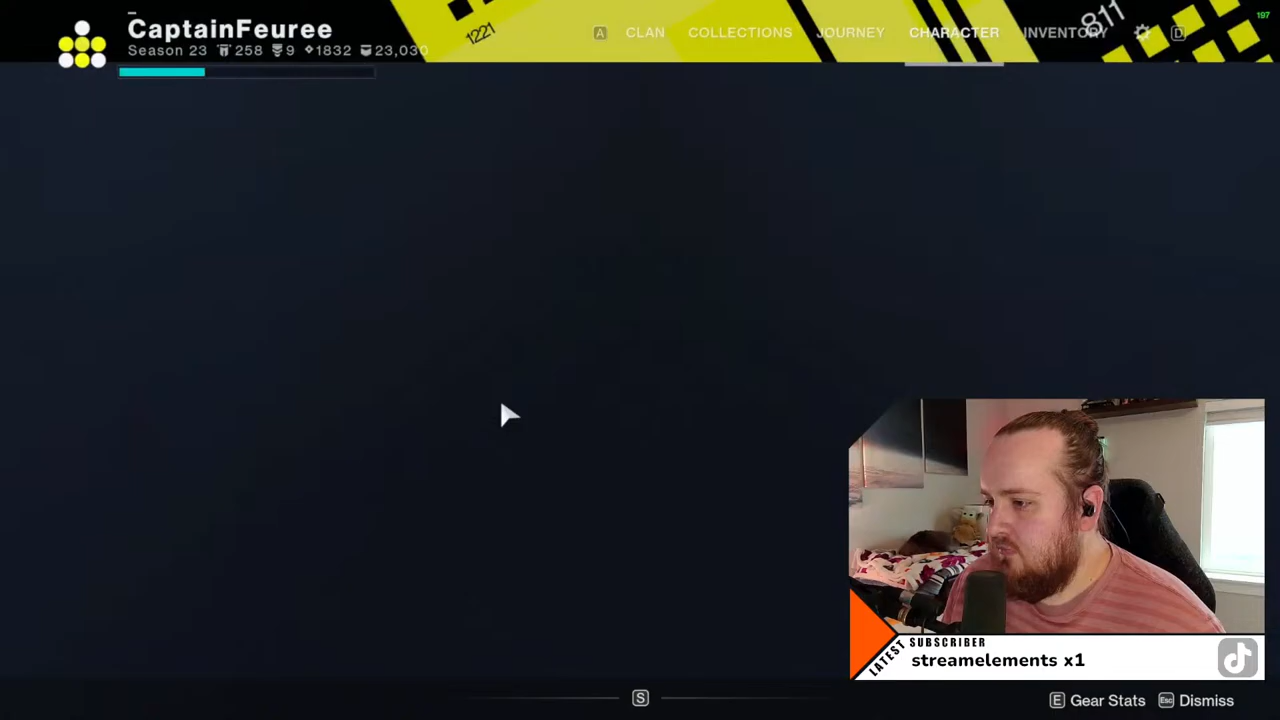 CaptainFeuree
Season 23 258 9 1832 23,030
1221
A CLAN COLLECTIONS JOURNEY CHARACTER INVENTORY D
811
197
LATEST SUBSCRIBER
streamelements x1
S
E Gear Stats Esc Dismiss